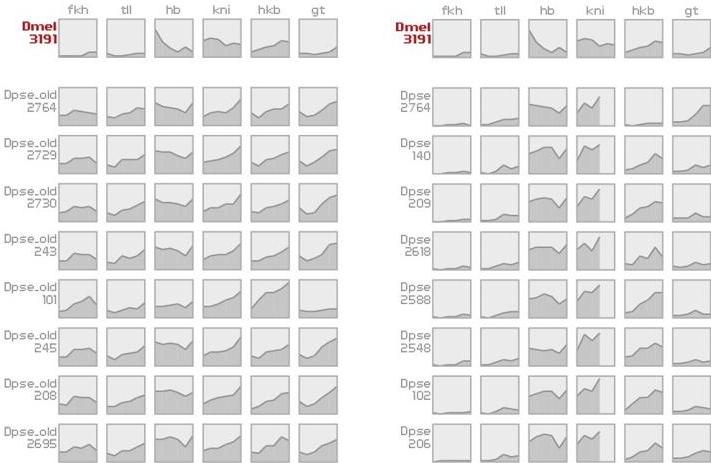 fkh tll hb kni hkb gt
Dmel
3191
Dpse_old
2764
Dpse_old
2729
Dpse_old
2730
Dpse_old
243
Dpse_old
101
Dpse_old
245
Dpse_old
208
Dpse_old
2695
fkh tll hb kni hkb gt
Dmel
3191
Dpse
2764
Dpse
140
Dpse
209
Dpse
2618
Dpse
2588
Dpse
2548
Dpse
102
Dpse
206